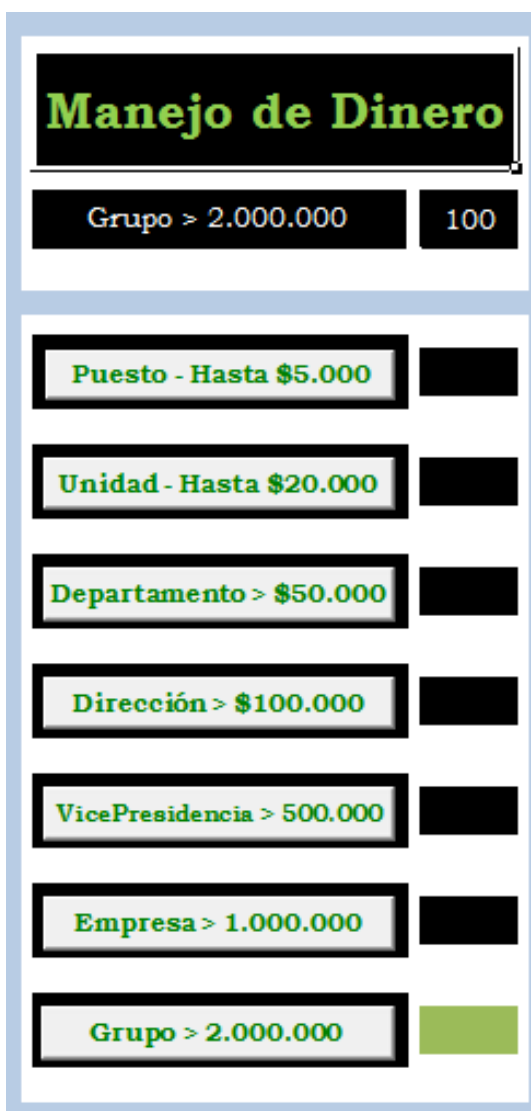 Manejo de Dinero
Grupo > 2.000.000 100
Puesto - Hasta $5.000
Unidad - Hasta $20.000
Departamento > $50.000
Dirección > $100.000
VicePresidencia > 500.000
Empresa > 1.000.000
Grupo > 2.000.000